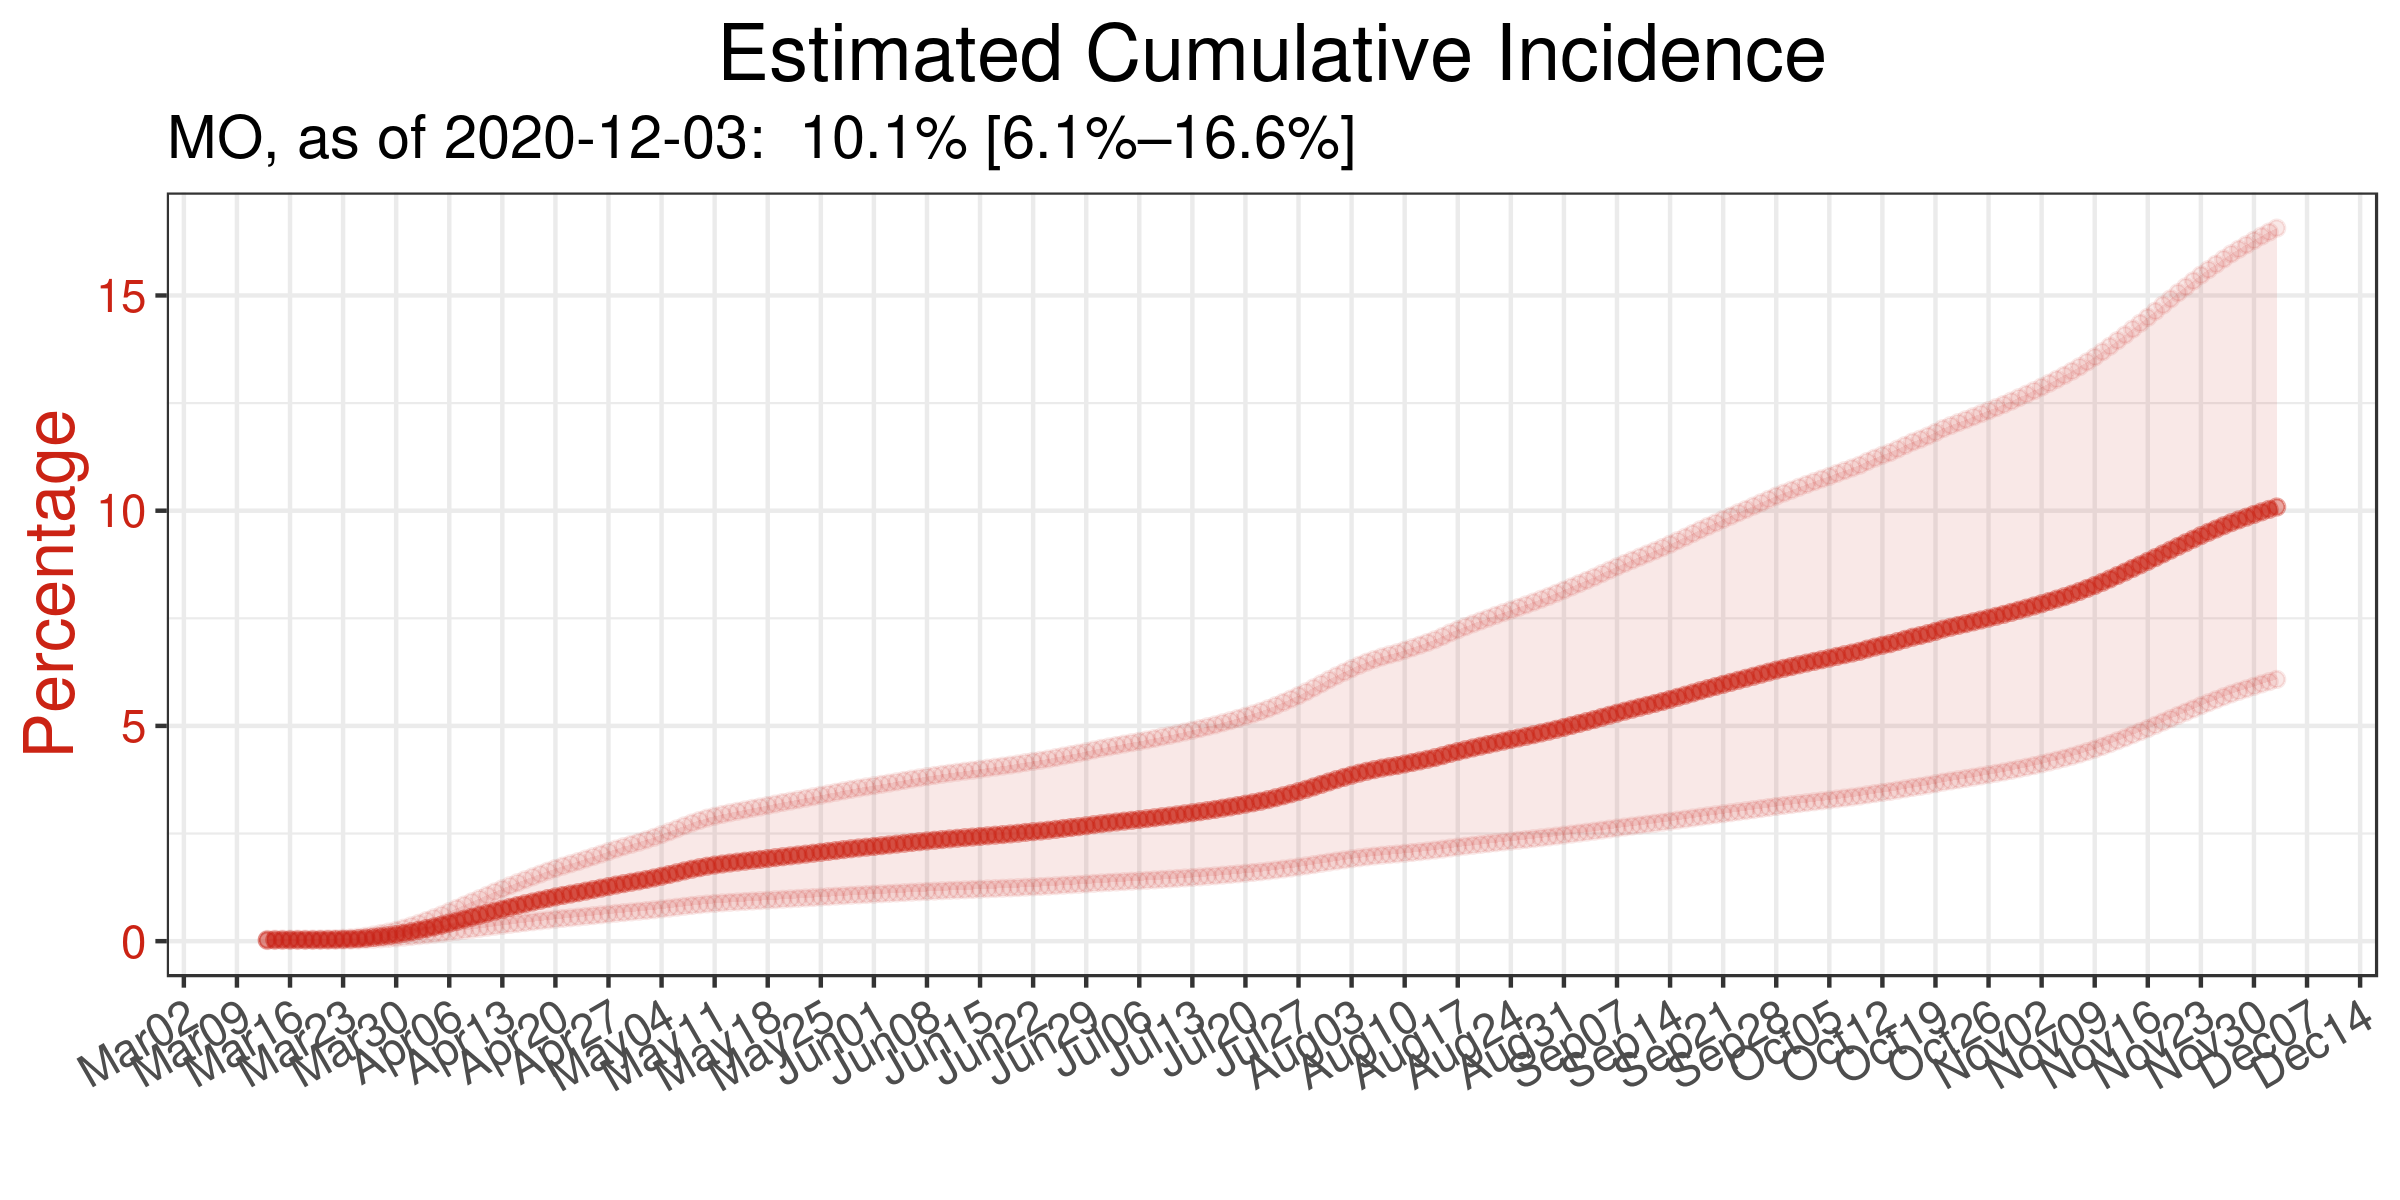 Estimated Cumulative Incidence
MO, as of 2020-12-03:  10.1% [6.1%–16.6%]
Percentage
15
10
5
0
Mar02
Mar09
Mar16
Mar23
Mar30
Apr06
Apr13
Apr20
Apr27
May04
May11
May18
May25
Jun01
Jun08
Jun15
Jun22
Jun29
Jul06
Jul13
Jul20
Jul27
Aug03
Aug10
Aug17
Aug24
Aug31
Sep07
Sep14
Sep21
Sep28
Oct05
Oct12
Oct19
Oct26
Nov02
Nov09
Nov16
Nov23
Nov30
Dec07
Dec14